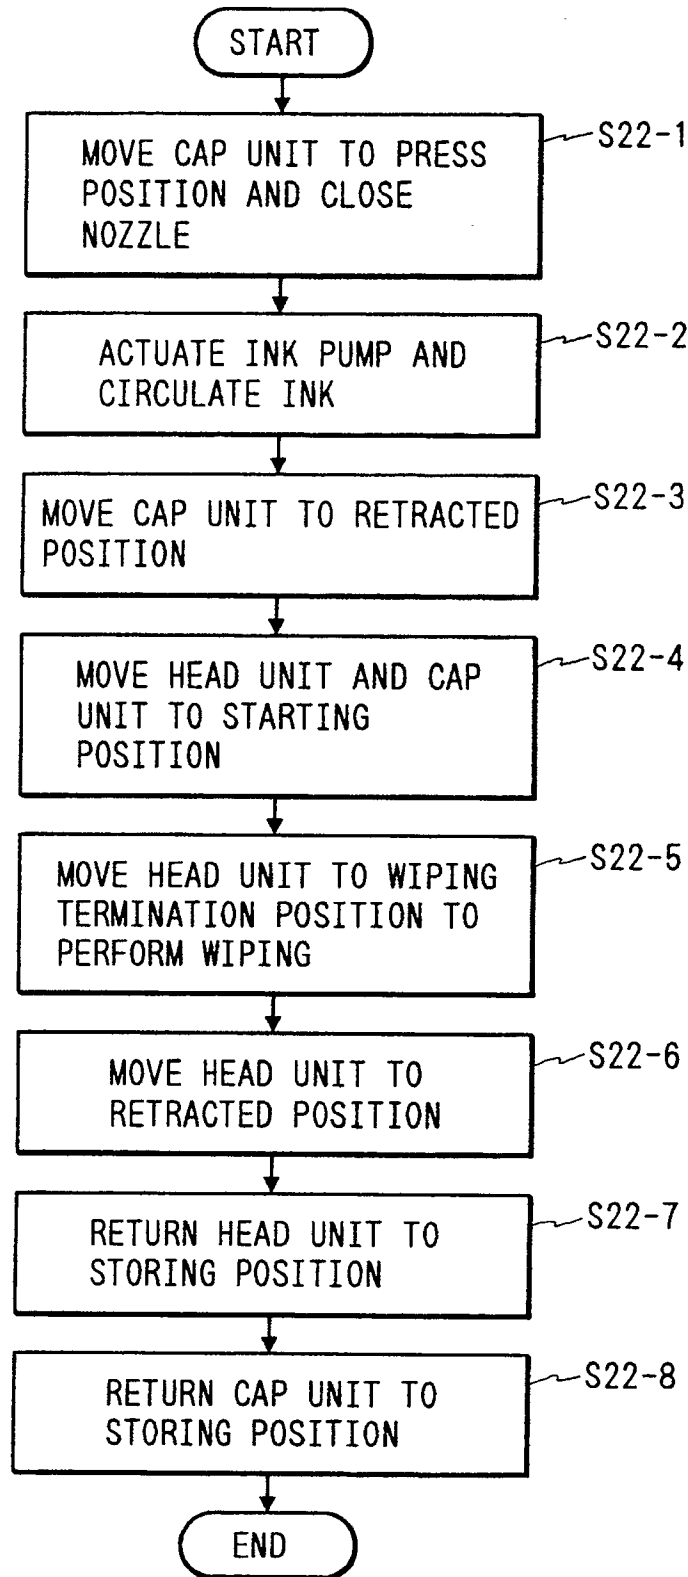 START
MOVE CAP UNIT TO PRESS
POSITION AND CLOSE
NOZZLE
S22-1
ACTUATE INK PUMP AND
CIRCULATE INK
S22-2
MOVE CAP UNIT TO RETRACTED
POSITION
S22-3
MOVE HEAD UNIT AND CAP
UNIT TO STARTING
POSITION
S22-4
MOVE HEAD UNIT TO WIPING
TERMINATION POSITION TO
PERFORM WIPING
S22-5
MOVE HEAD UNIT TO
RETRACTED POSITION
S22-6
RETURN HEAD UNIT TO
STORING POSITION
S22-7
RETURN CAP UNIT TO
STORING POSITION
S22-8
END